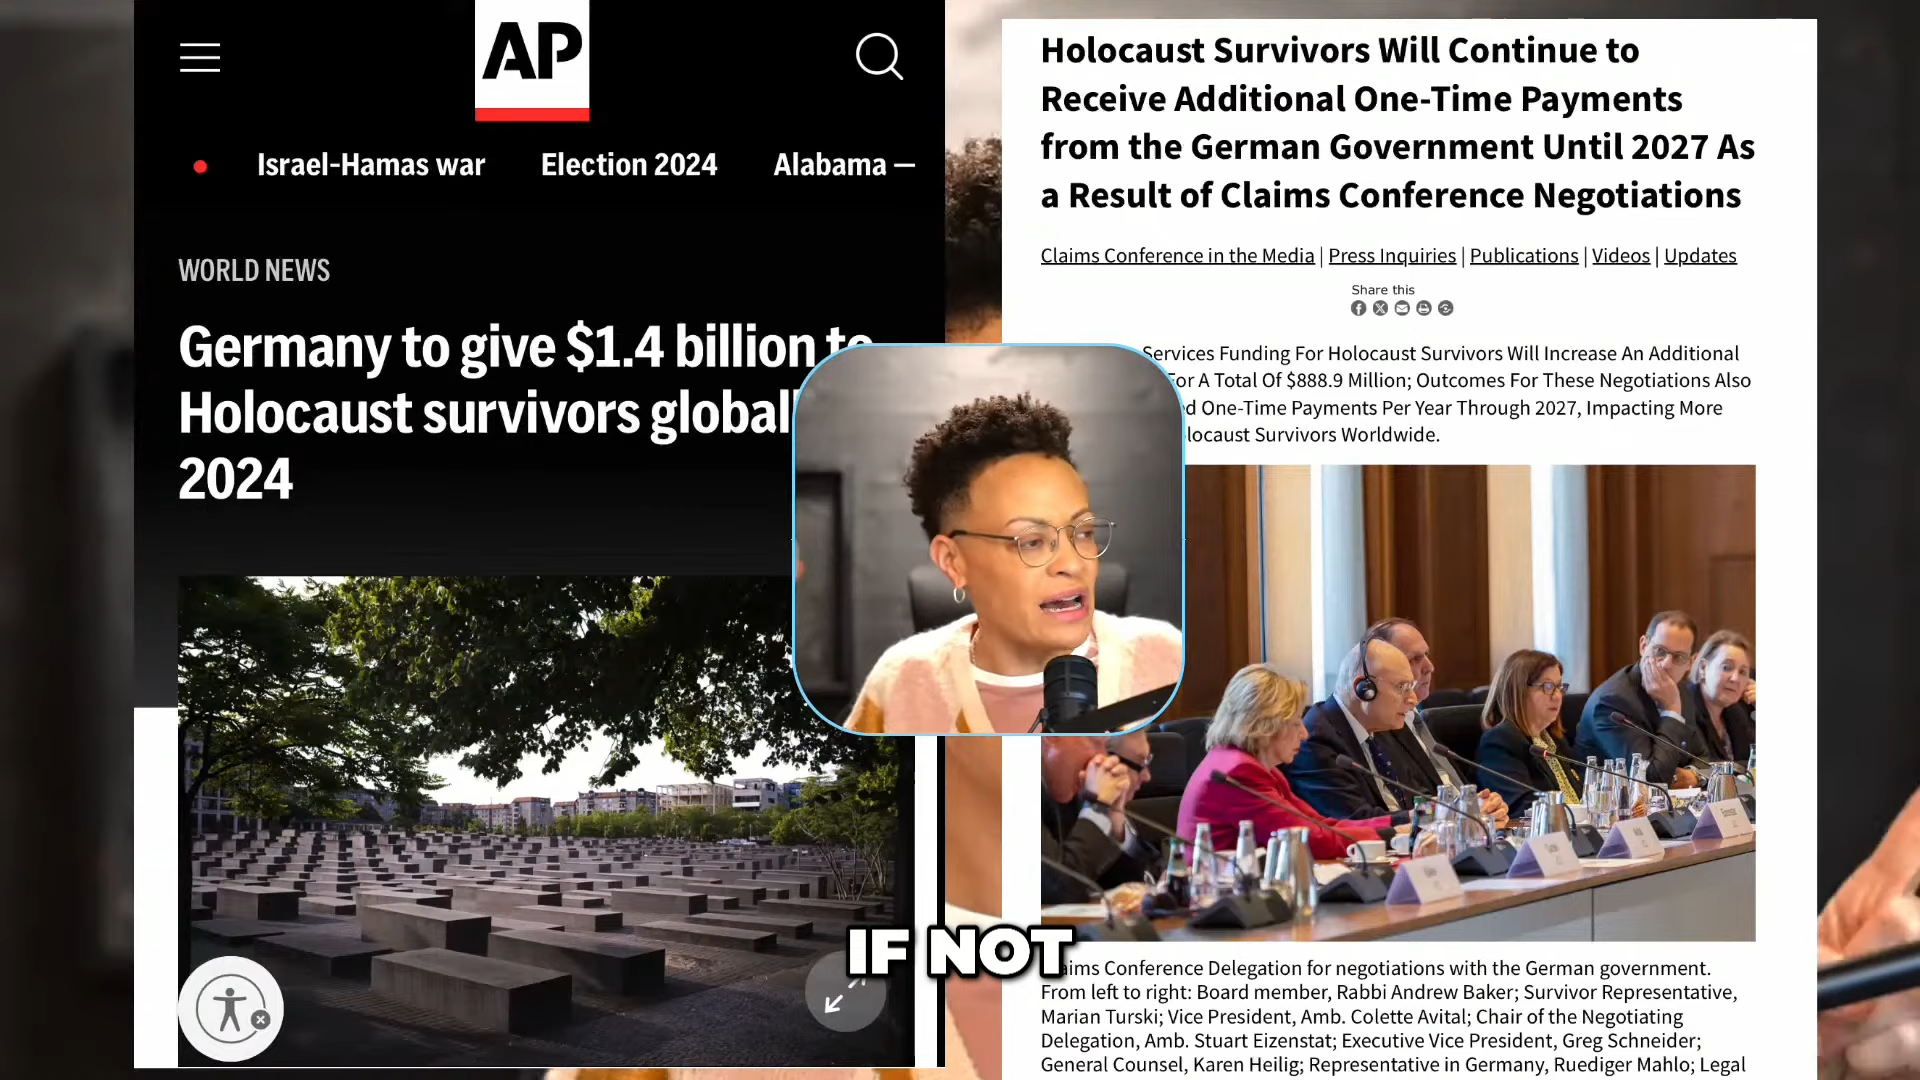 AP
Israel-Hamas war
Election 2024
Alabama —
WORLD NEWS
Germany to give $1.4 billion to
Holocaust survivors global
2024
Holocaust Survivors Will Continue to
Receive Additional One-Time Payments
from the German Government Until 2027 As
a Result of Claims Conference Negotiations
Claims Conference in the Media | Press Inquiries | Publications | Videos | Updates
Share this
Services Funding For Holocaust Survivors Will Increase An Additional
For A Total Of $888.9 Million; Outcomes For These Negotiations Also
One-Time Payments Per Year Through 2027, Impacting More
Holocaust Survivors Worldwide.
IF NOT
Claims Conference Delegation for negotiations with the German government.
From left to right: Board member, Rabbi Andrew Baker; Survivor Representative,
Marian Turski; Vice President, Amb. Colette Avital; Chair of the Negotiating
Delegation, Amb. Stuart Eizenstat; Executive Vice President, Greg Schneider;
General Counsel, Karen Heilig; Representative in Germany, Ruediger Mahlo; Legal